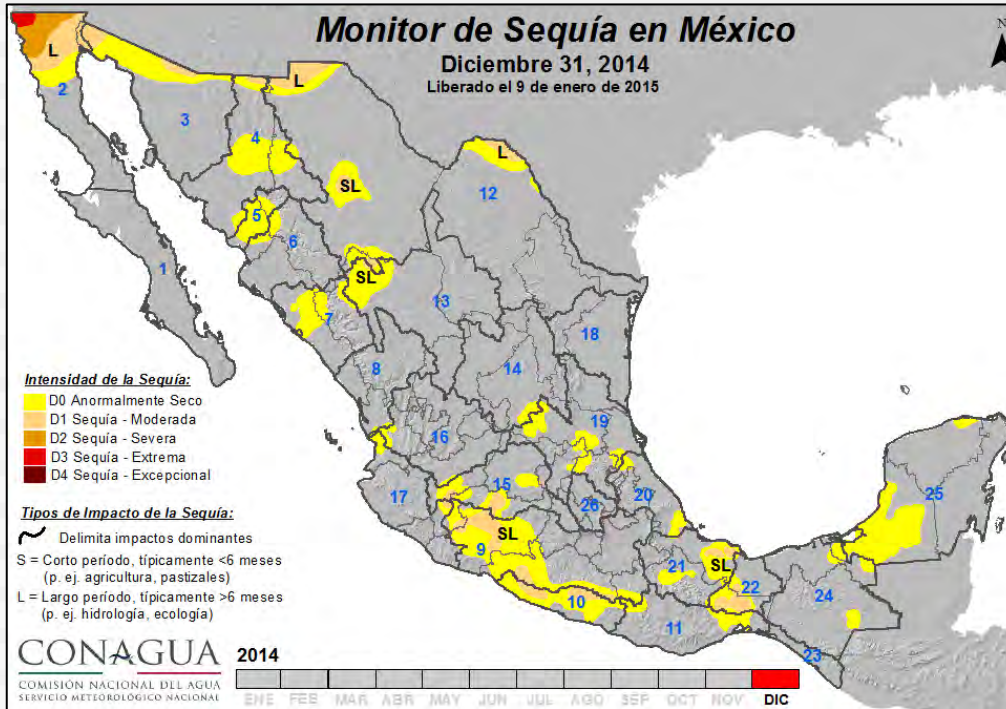 Monitor de Sequía en México
Diciembre 31, 2014
Liberado el 9 de enero de 2015
N
L
L
2
3
4
L
SL
12
5
6
1
SL
13
7
18
8
14
Intensidad de la Sequía:
D0 Anormalmente Seco
D1 Sequía - Moderada
D2 Sequía - Severa
D3 Sequía - Extrema
D4 Sequía - Excepcional
19
16
15
17
26
20
25
SL
9
21
SL
22
24
10
11
23
Tipos de Impacto de la Sequía:
Delimita impactos dominantes
S = Corto período, típicamente <6 meses
(p. ej. agricultura, pastizales)
L = Largo período, típicamente >6 meses
(p. ej. hidrología, ecología)
CONAGUA
COMISIÓN NACIONAL DEL AGUA
SERVICIO METEOROLÓGICO NACIONAL
2014
ENE FEB MAR ABR MAY JUN JUL AGO SEP OCT NOV DIC